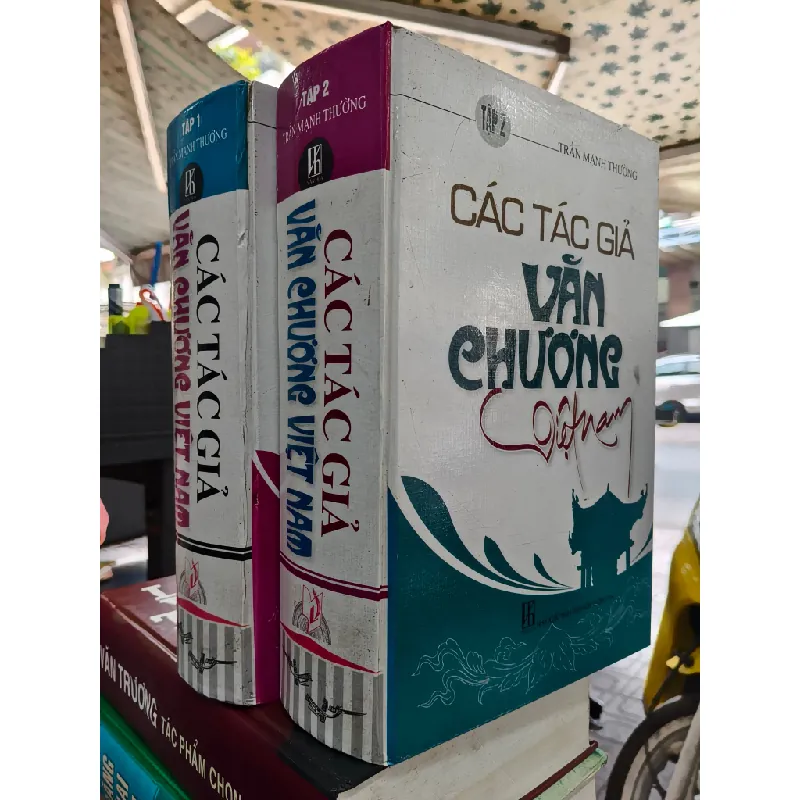 TẬP 1
TRẦN MẠNH THƯỜNG
CÁC TÁC GIẢ
VĂN CHƯƠNG VIỆT NAM
TẬP 2
TRẦN MẠNH THƯỜNG
CÁC TÁC GIẢ
VĂN CHƯƠNG VIỆT NAM
TẬP 2
TRẦN MẠNH THƯỜNG
CÁC TÁC GIẢ
VĂN
CHƯƠNG
Việt Nam
VĂN TRƯƠNG TÁC PHẨM CHỌN